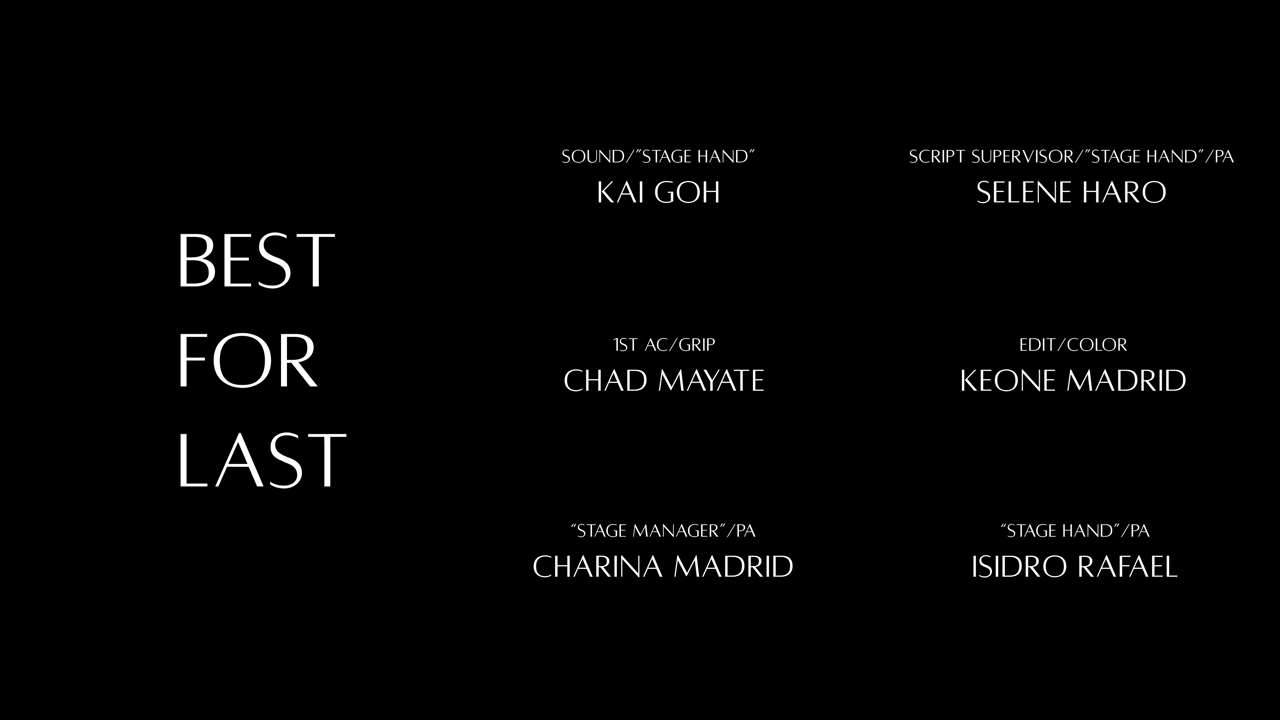 BEST
FOR
LAST
SOUND/"STAGE HAND"
KAI GOH
SCRIPT SUPERVISOR/"STAGE HAND"/PA
SELENE HARO
1ST AC/GRIP
CHAD MAYATE
EDIT/COLOR
KEONE MADRID
"STAGE MANAGER"/PA
CHARINA MADRID
"STAGE HAND"/PA
ISIDRO RAFAEL